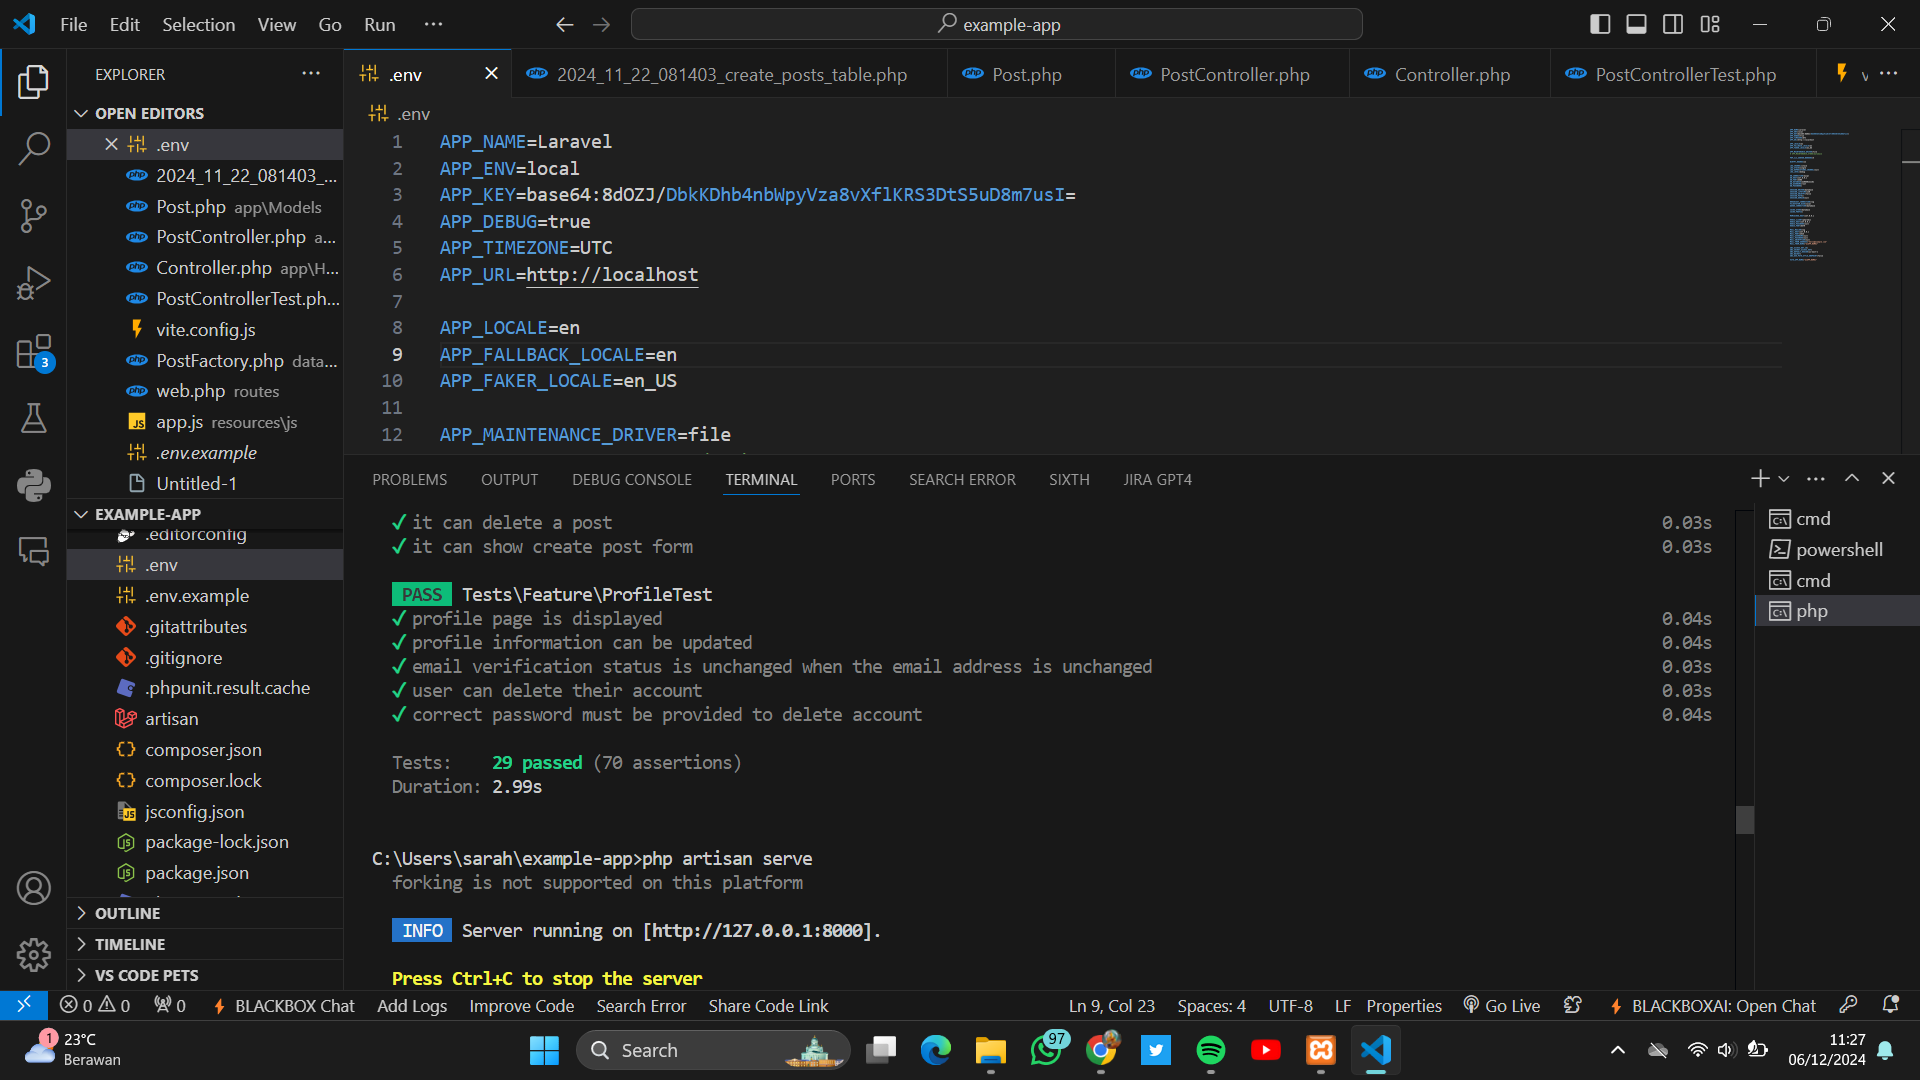 File Edit Selection View Go Run ···
example-app
EXPLORER
OPEN EDITORS
.env
2024_11_22_081403_...
Post.php app\Models
PostController.php a...
Controller.php app\H...
PostControllerTest.ph...
vite.config.js
PostFactory.php data...
web.php routes
app.js resources\js
.env.example
Untitled-1
EXAMPLE-APP
.editorconfig
.env
.env.example
.gitattributes
.gitignore
.phpunit.result.cache
artisan
composer.json
composer.lock
jsconfig.json
package-lock.json
package.json
OUTLINE
TIMELINE
VS CODE PETS
3
.env
2024_11_22_081403_create_posts_table.php
Post.php
PostController.php
Controller.php
PostControllerTest.php
.env
1 APP_NAME=Laravel
2 APP_ENV=local
3 APP_KEY=base64:8dOZJ/DbkKDhb4nbWpyVza8vXflKRS3DtS5uD8m7usI=
4 APP_DEBUG=true
5 APP_TIMEZONE=UTC
6 APP_URL=http://localhost
7
8 APP_LOCALE=en
9 APP_FALLBACK_LOCALE=en
10 APP_FAKER_LOCALE=en_US
11
12 APP_MAINTENANCE_DRIVER=file
PROBLEMS OUTPUT DEBUG CONSOLE TERMINAL PORTS SEARCH ERROR SIXTH JIRA GPT4
✓ it can delete a post 0.03s
✓ it can show create post form 0.03s
PASS Tests\Feature\ProfileTest
✓ profile page is displayed 0.04s
✓ profile information can be updated 0.04s
✓ email verification status is unchanged when the email address is unchanged 0.03s
✓ user can delete their account 0.03s
✓ correct password must be provided to delete account 0.04s
Tests: 29 passed (70 assertions)
Duration: 2.99s
C:\Users\sarah\example-app>php artisan serve
forking is not supported on this platform
INFO Server running on [http://127.0.0.1:8000].
Press Ctrl+C to stop the server
cmd
powershell
cmd
php
0 0 0 BLACKBOX Chat Add Logs Improve Code Search Error Share Code Link
Ln 9, Col 23 Spaces: 4 UTF-8 LF Properties Go Live BLACKBOXAI: Open Chat
1
23°C
Berawan
Search
97
11:27
06/12/2024